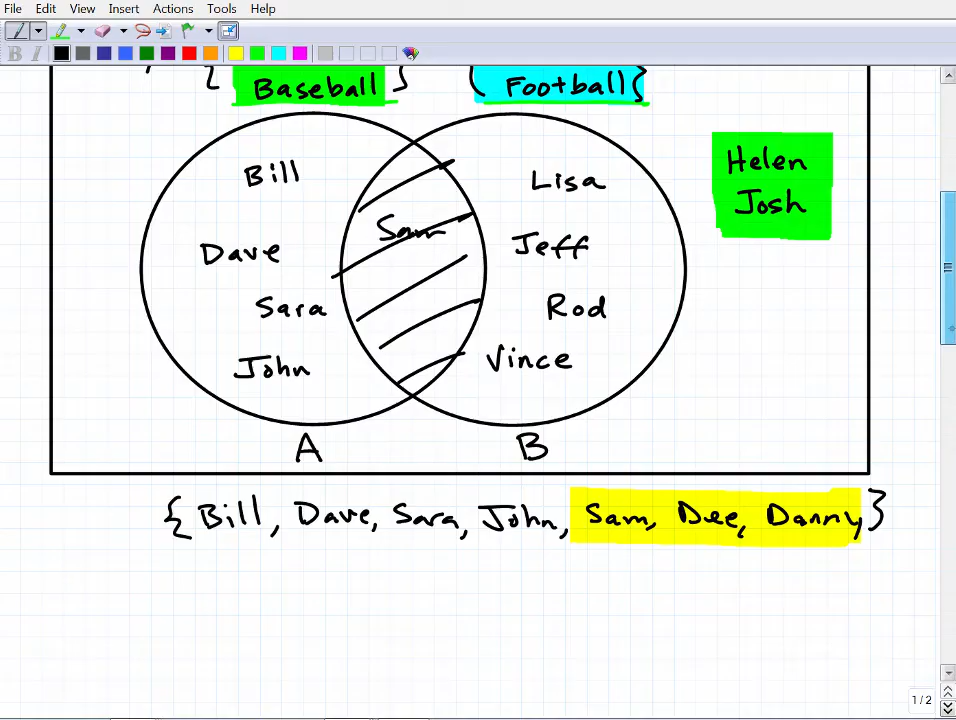 File Edit View Insert Actions Tools Help
B I
{ Baseball } { Football }
Helen
Josh
Bill
Dave
Sara
John
Sam
Lisa
Jeff
Rod
Vince
A B
{ Bill, Dave, Sara, John, Sam, Dee, Danny }
1 / 2